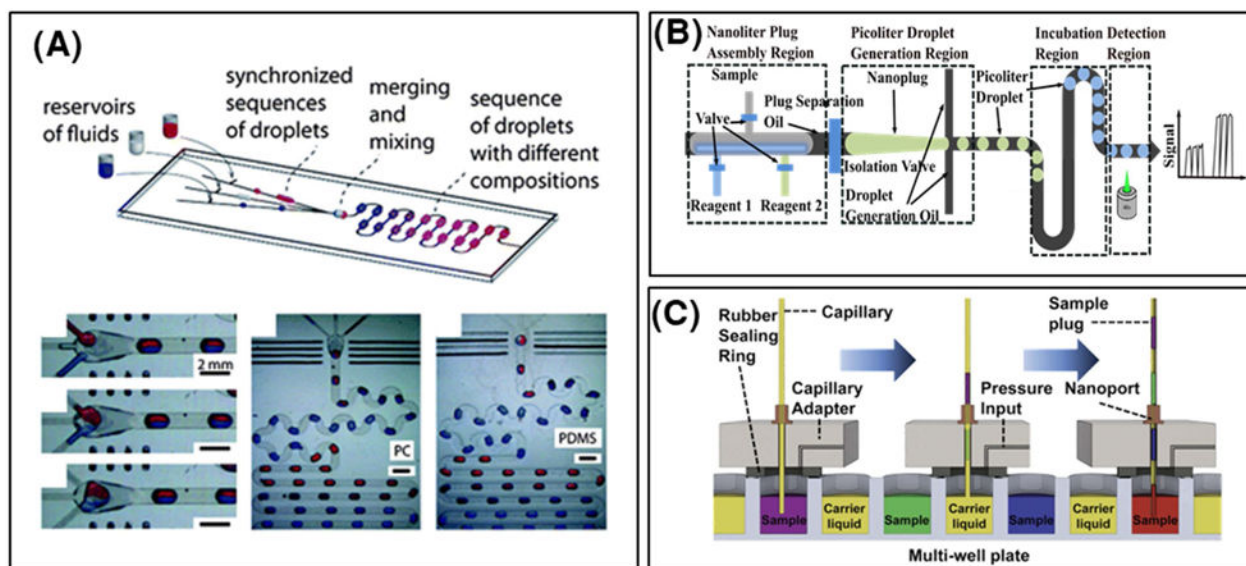 (A)
reservoirs
of fluids
synchronized
sequences
of droplets
merging
and
mixing
sequence
of droplets
with different
compositions
2 mm
PC
PDMS
(B)
Nanoliter Plug
Assembly Region
Picoliter Droplet
Generation Region
Incubation
Region
Detection
Region
Sample
Valve
Plug Separation
Oil
Nanoplug
Picoliter
Droplet
Isolation Valve
Droplet
Generation Oil
Reagent 1
Reagent 2
Signal
(C)
Rubber
Sealing
Ring
Capillary
Capillary
Adapter
Pressure
Input
Sample
plug
Nanoport
Sample
Carrier
liquid
Sample
Carrier
liquid
Sample
Carrier
liquid
Sample
Multi-well plate